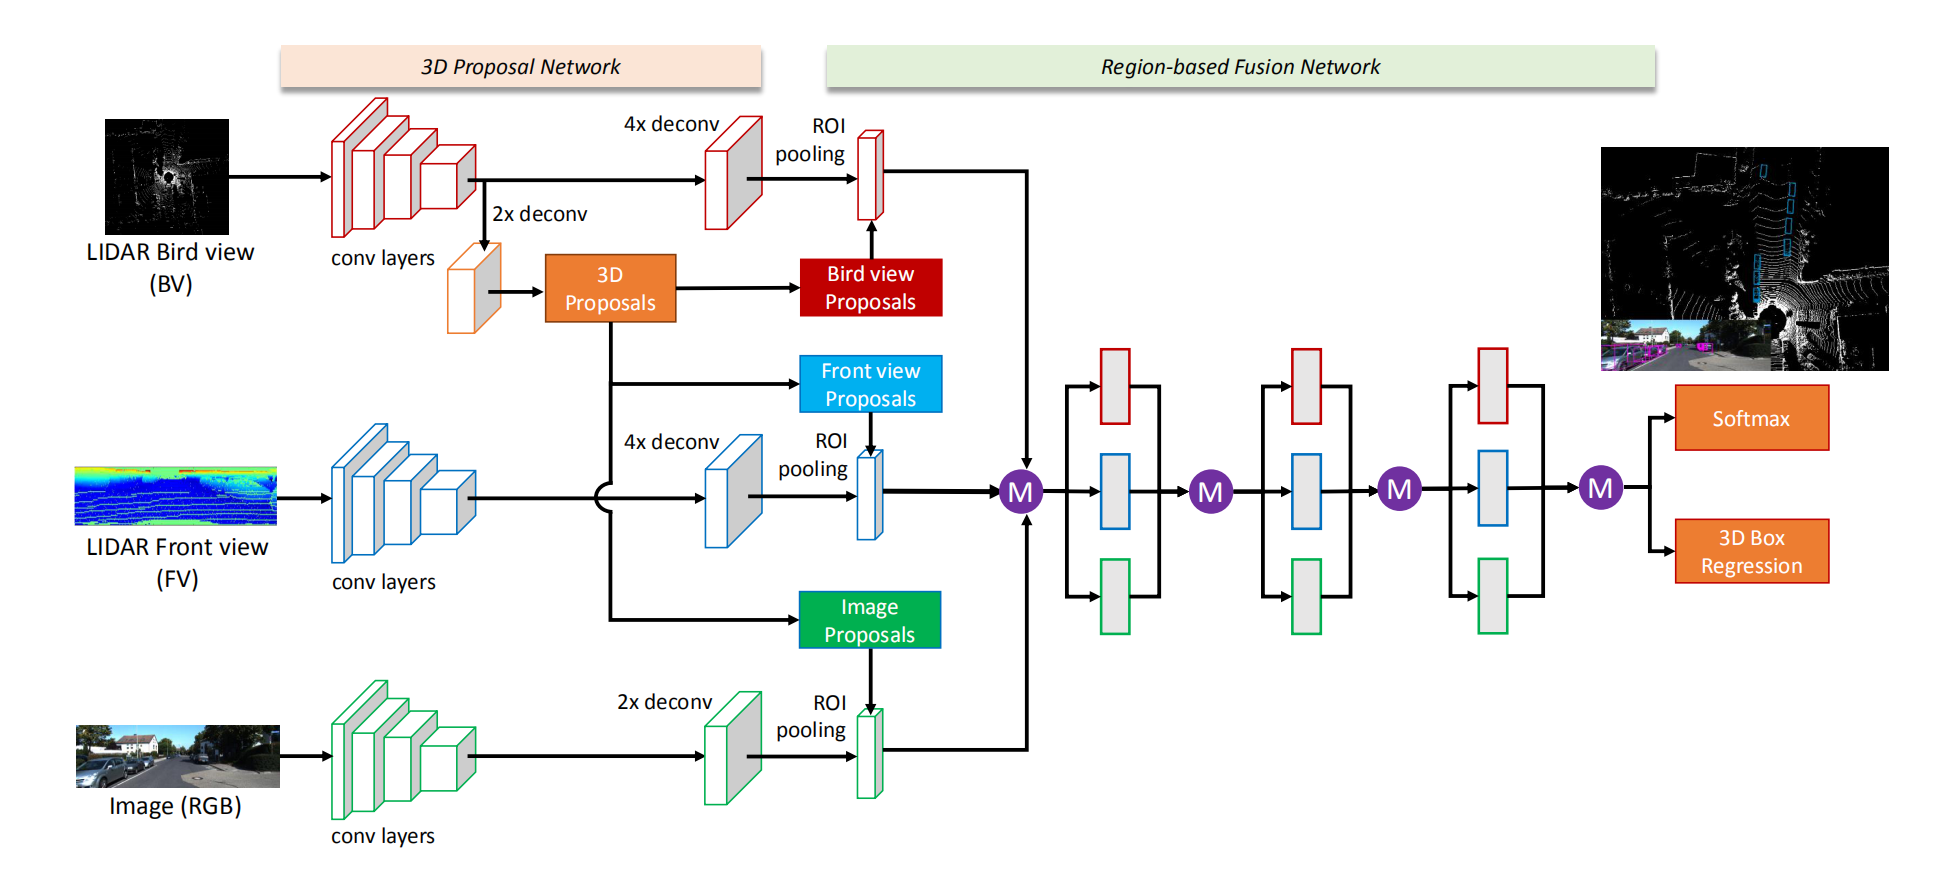 3D Proposal Network
Region-based Fusion Network
4x deconv
ROI
pooling
2x deconv
LIDAR Bird view
(BV)
conv layers
3D
Proposals
Bird view
Proposals
Front view
Proposals
4x deconv
ROI
pooling
LIDAR Front view
(FV)
conv layers
M
M
M
M
Softmax
3D Box
Regression
Image
Proposals
2x deconv
ROI
pooling
Image (RGB)
conv layers